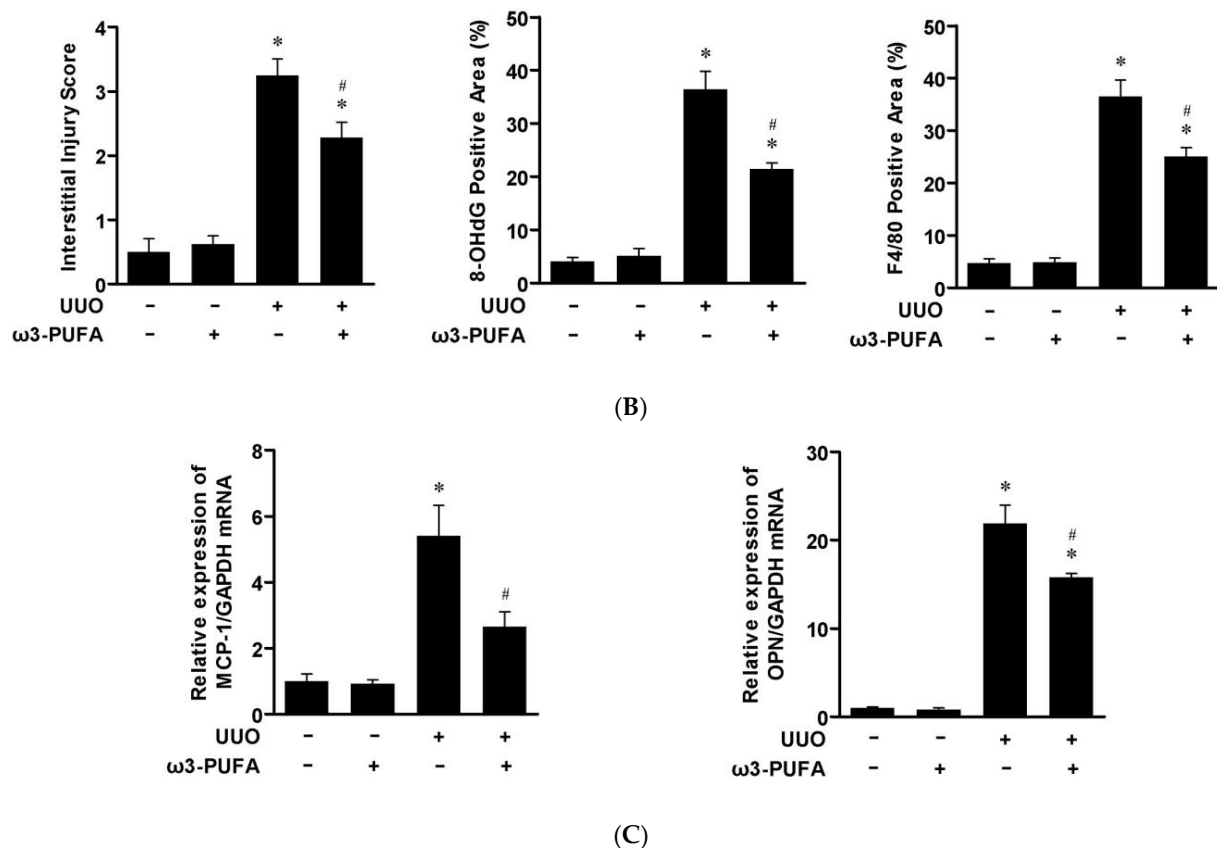 Interstitial Injury Score
4
3
2
1
0
*
#
*
UUO − − + +
ω3-PUFA − + − +
8-OHdG Positive Area (%)
50
40
30
20
10
0
*
#
*
UUO − − + +
ω3-PUFA − + − +
F4/80 Positive Area (%)
50
40
30
20
10
0
*
#
*
UUO − − + +
ω3-PUFA − + − +
(B)
Relative expression of
MCP-1/GAPDH mRNA
8
6
4
2
0
*
#
UUO − − + +
ω3-PUFA − + − +
Relative expression of
OPN/GAPDH mRNA
30
20
10
0
*
#
*
UUO − − + +
ω3-PUFA − + − +
(C)